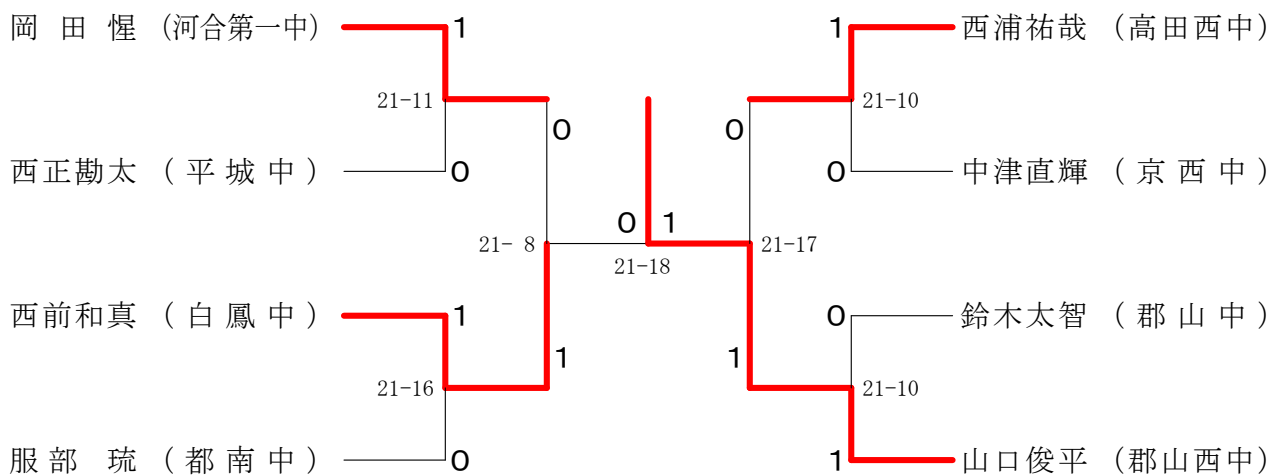 岡田惺 (河合第一中) 1 1 西浦祐哉 (高田西中)
21-11 21-10
0 0
西正勘太 (平城中) 0 0 中津直輝 (京西中)
0 1
21- 8 21-18 21-17
西前和真 (白鳳中) 1 0 鈴木太智 (郡山中)
1 1
21-16 21-10
服部琉 (都南中) 0 1 山口俊平 (郡山西中)